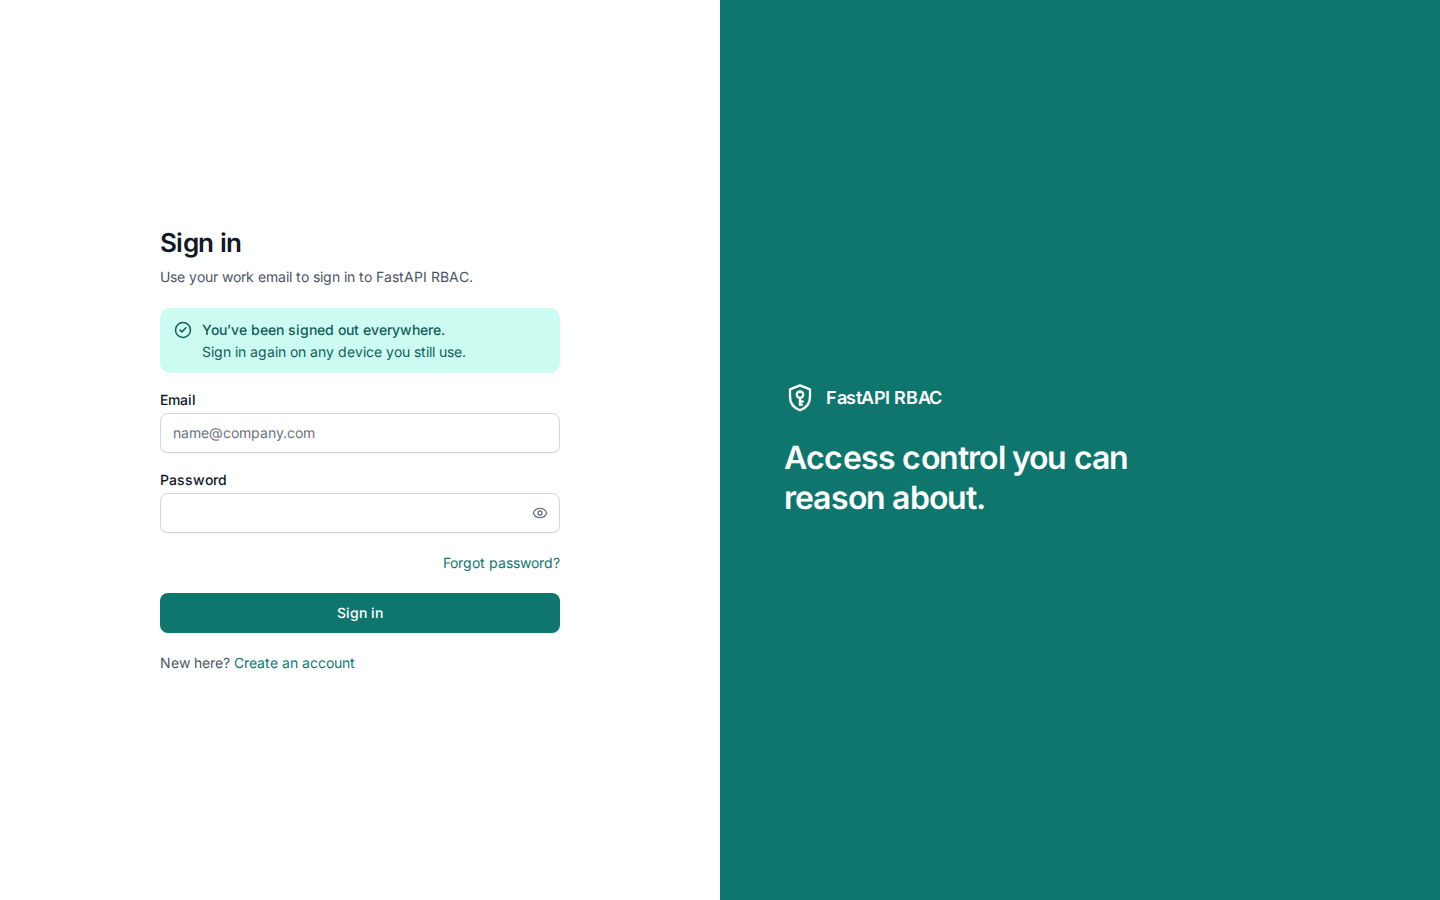 Sign in
Use your work email to sign in to FastAPI RBAC.
You’ve been signed out everywhere.
Sign in again on any device you still use.
Email
name@company.com
Password
Forgot password?
Sign in
New here? Create an account
FastAPI RBAC
Access control you can
reason about.